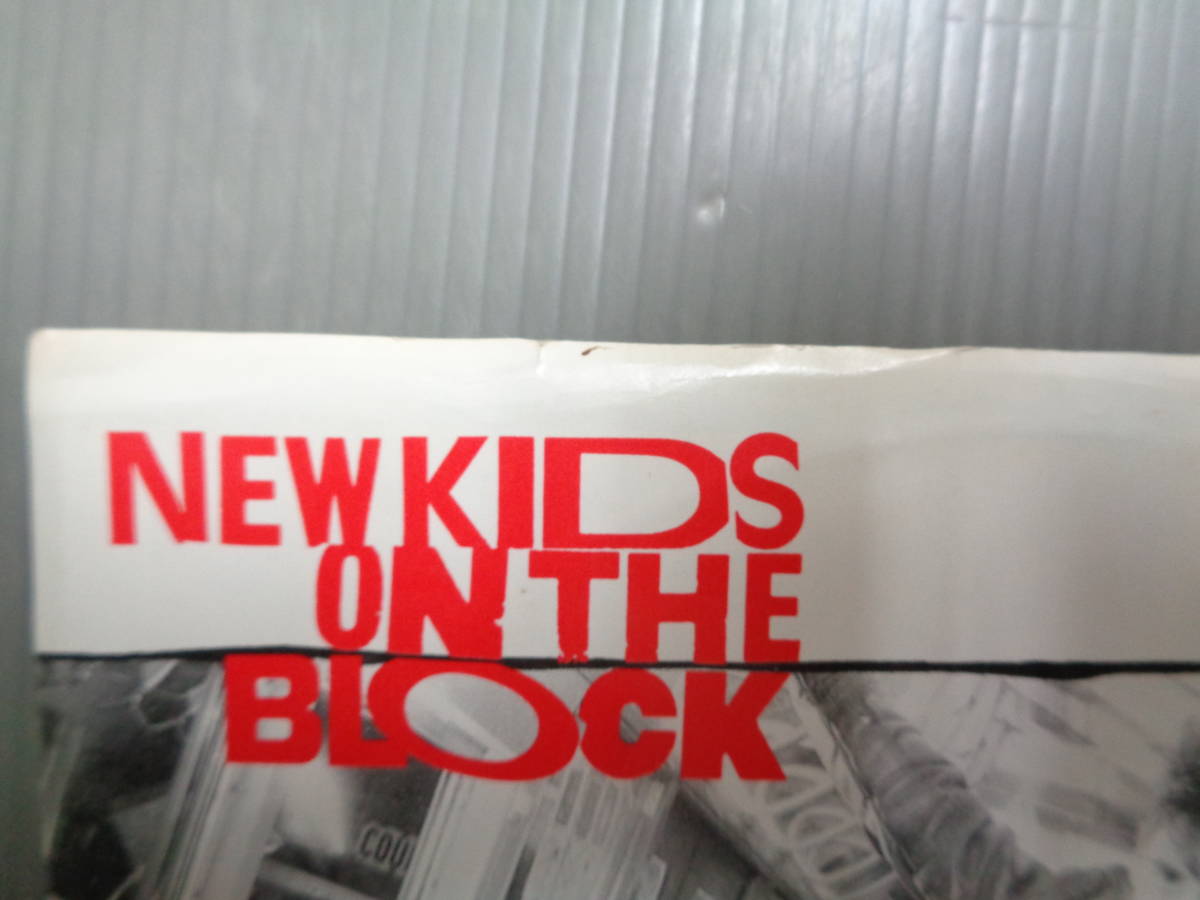 NEW KIDS
ON THE
BLOCK